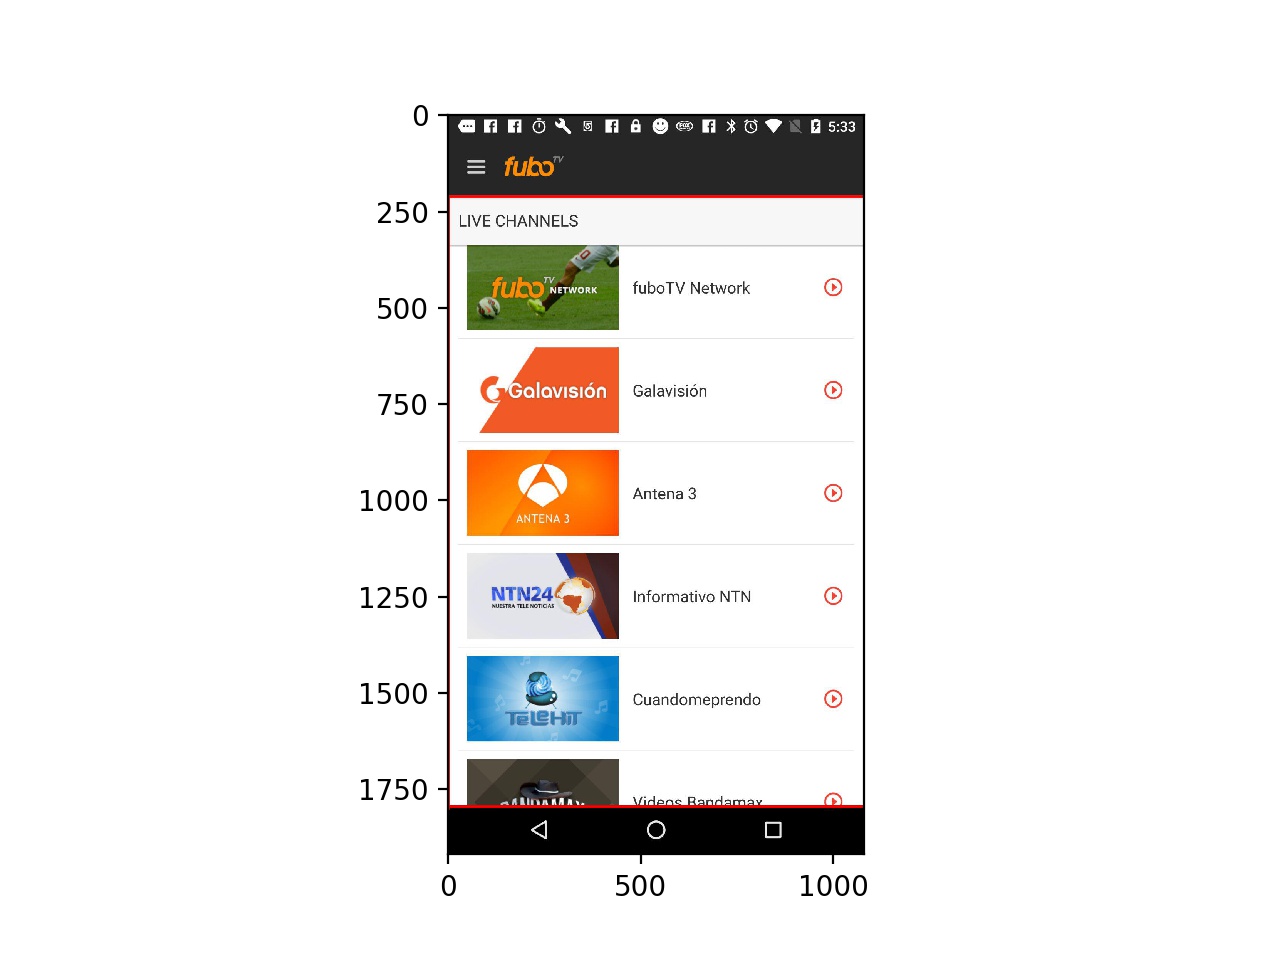 0
5:33
fubo TV
250
LIVE CHANNELS
fubo TV NETWORK
fuboTV Network
500
Galavisión
Galavisión
750
ANTENA 3
Antena 3
1000
NTN24
NUESTRA TELE NOTICIAS
Informativo NTN
1250
TELEHIT
Cuandomeprendo
1500
BANDAMAX
Videos Bandamax
1750
0 500 1000